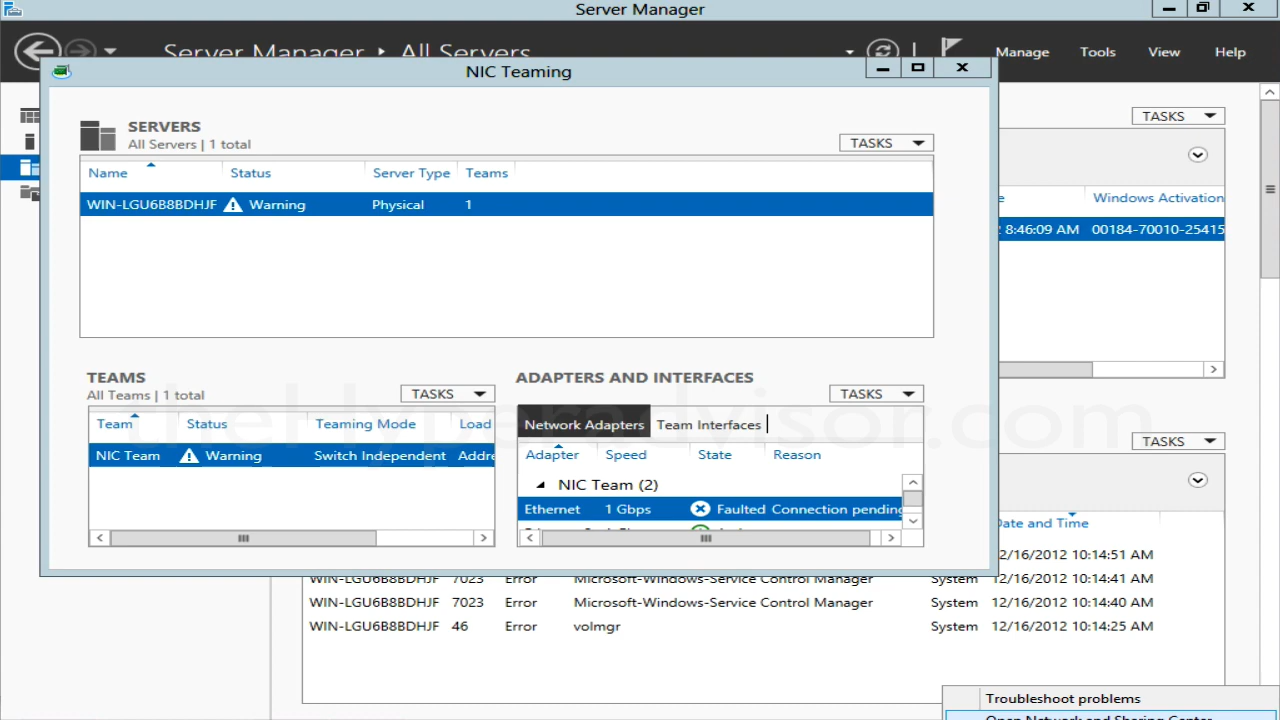 Server Manager
Server Manager ▸ All Servers
Manage Tools View Help
NIC Teaming
SERVERS
All Servers | 1 total
TASKS
TASKS
Name Status Server Type Teams
WIN-LGU6B8BDHJF Warning Physical 1
Windows Activation
8:46:09 AM 00184-70010-25415
TEAMS
All Teams | 1 total
TASKS
ADAPTERS AND INTERFACES
TASKS
theHyperadvisor.com
Team Status Teaming Mode Load
NIC Team Warning Switch Independent Addre
Network Adapters Team Interfaces
Adapter Speed State Reason
NIC Team (2)
Ethernet 1 Gbps Faulted Connection pending
TASKS
Date and Time
12/16/2012 10:14:51 AM
WIN-LGU6B8BDHJF 7023 Error Microsoft-Windows-Service Control Manager System 12/16/2012 10:14:41 AM
WIN-LGU6B8BDHJF 7023 Error Microsoft-Windows-Service Control Manager System 12/16/2012 10:14:40 AM
WIN-LGU6B8BDHJF 46 Error volmgr System 12/16/2012 10:14:25 AM
Troubleshoot problems
Open Network and Sharing Center